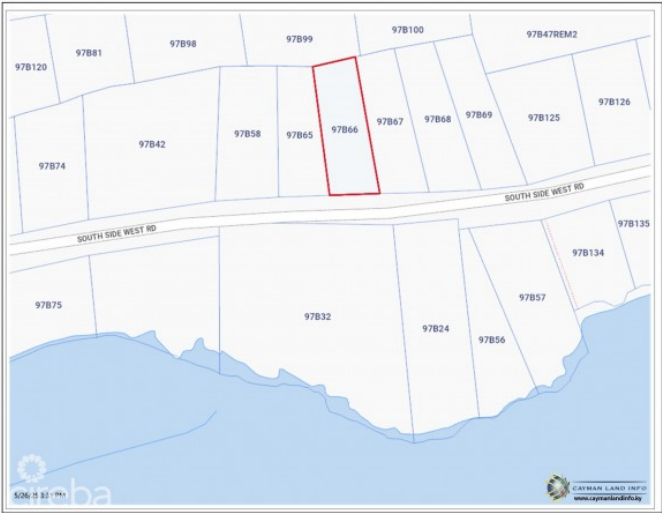 97B100
97B99
97B47REM2
97B98
97B81
97B120
97B126
97B125
97B69
97B68
97B67
97B66
97B65
97B58
97B42
97B74
SOUTH SIDE WEST RD
SOUTH SIDE WEST RD
97B135
97B134
97B57
97B75
97B32
97B24
97B56
cireba
CAYMAN LAND INFO
www.caymanlandinfo.ky